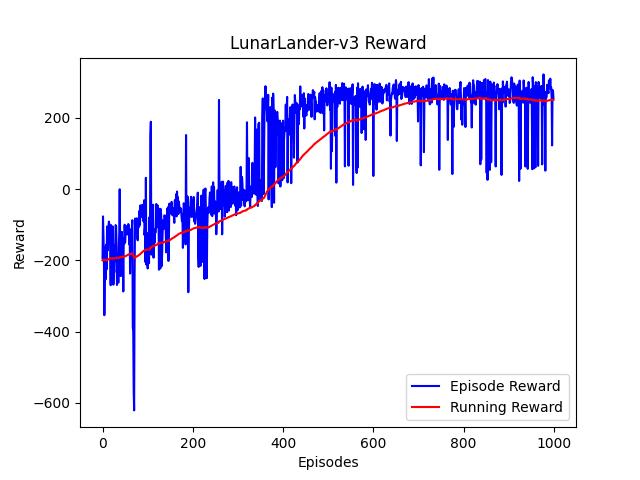 LunarLander-v3 Reward
Reward
200
0
−200
−400
−600
0
200
400
600
800
1000
Episodes
Episode Reward
Running Reward